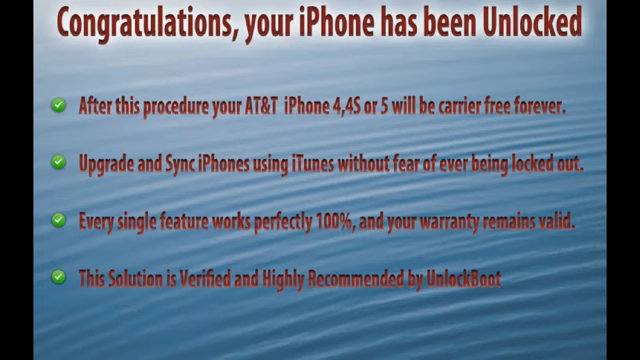 Congratulations, your iPhone has been Unlocked
After this procedure your AT&T iPhone 4,4S or 5 will be carrier free forever.
Upgrade and Sync iPhones using iTunes without fear of ever being locked out.
Every single feature works perfectly 100%, and your warranty remains valid.
This Solution is Verified and Highly Recommended by UnlockBoot